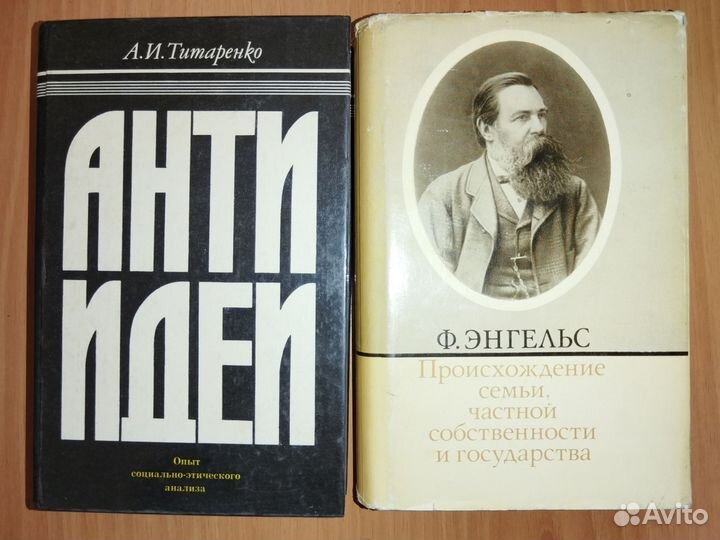 А.И.Титаренко
АНТИ
ИДЕИ
Опыт
социально-этического
анализа
Ф. ЭНГЕЛЬС
Происхождение
семьи,
частной
собственности
и государства
Avito